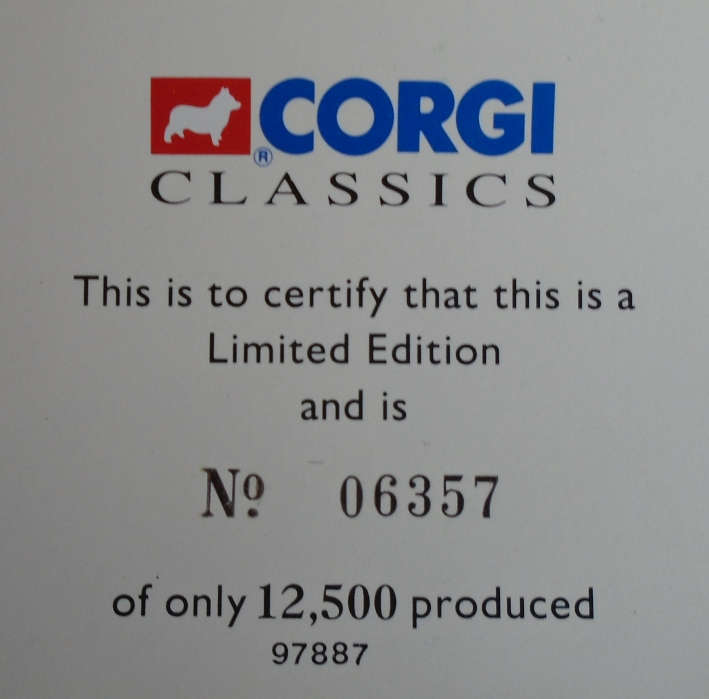 CORGI
®
CLASSICS
This is to certify that this is a
Limited Edition
and is
Nº 06357
of only 12,500 produced
97887